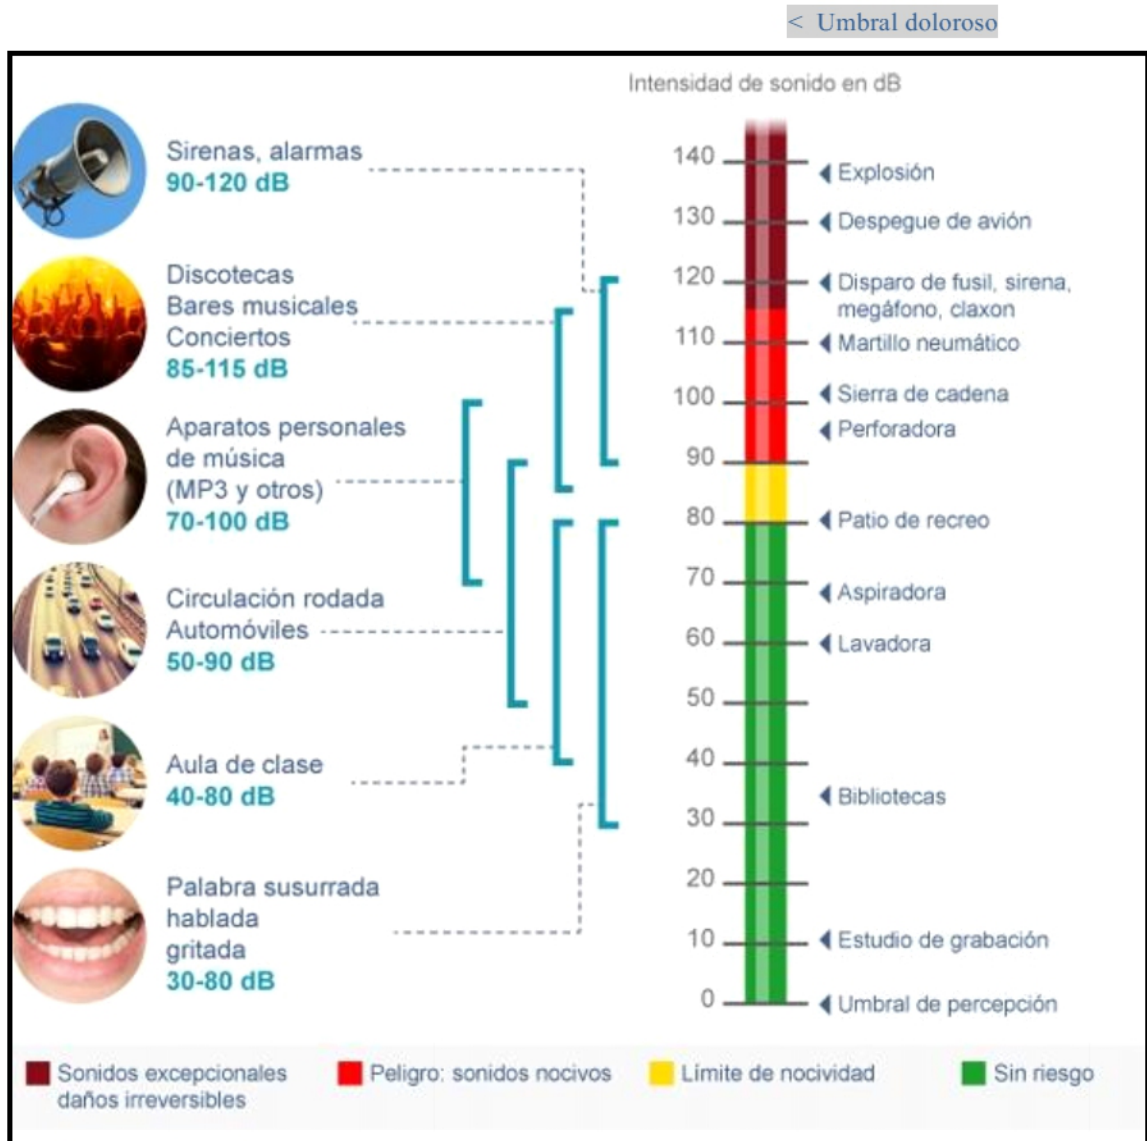 < Umbral doloroso
Intensidad de sonido en dB
Sirenas, alarmas
90-120 dB
Discotecas
Bares musicales
Conciertos
85-115 dB
Aparatos personales
de música
(MP3 y otros)
70-100 dB
Circulación rodada
Automóviles
50-90 dB
Aula de clase
40-80 dB
Palabra susurrada
hablada
gritada
30-80 dB
140
Explosión
130
Despegue de avión
120
Disparo de fusil, sirena,
megáfono, claxon
110
Martillo neumático
100
Sierra de cadena
Perforadora
90
80
Patio de recreo
70
Aspiradora
60
Lavadora
50
40
Bibliotecas
30
20
10
Estudio de grabación
0
Umbral de percepción
Sonidos excepcionales
daños irreversibles
Peligro: sonidos nocivos
Límite de nocividad
Sin riesgo